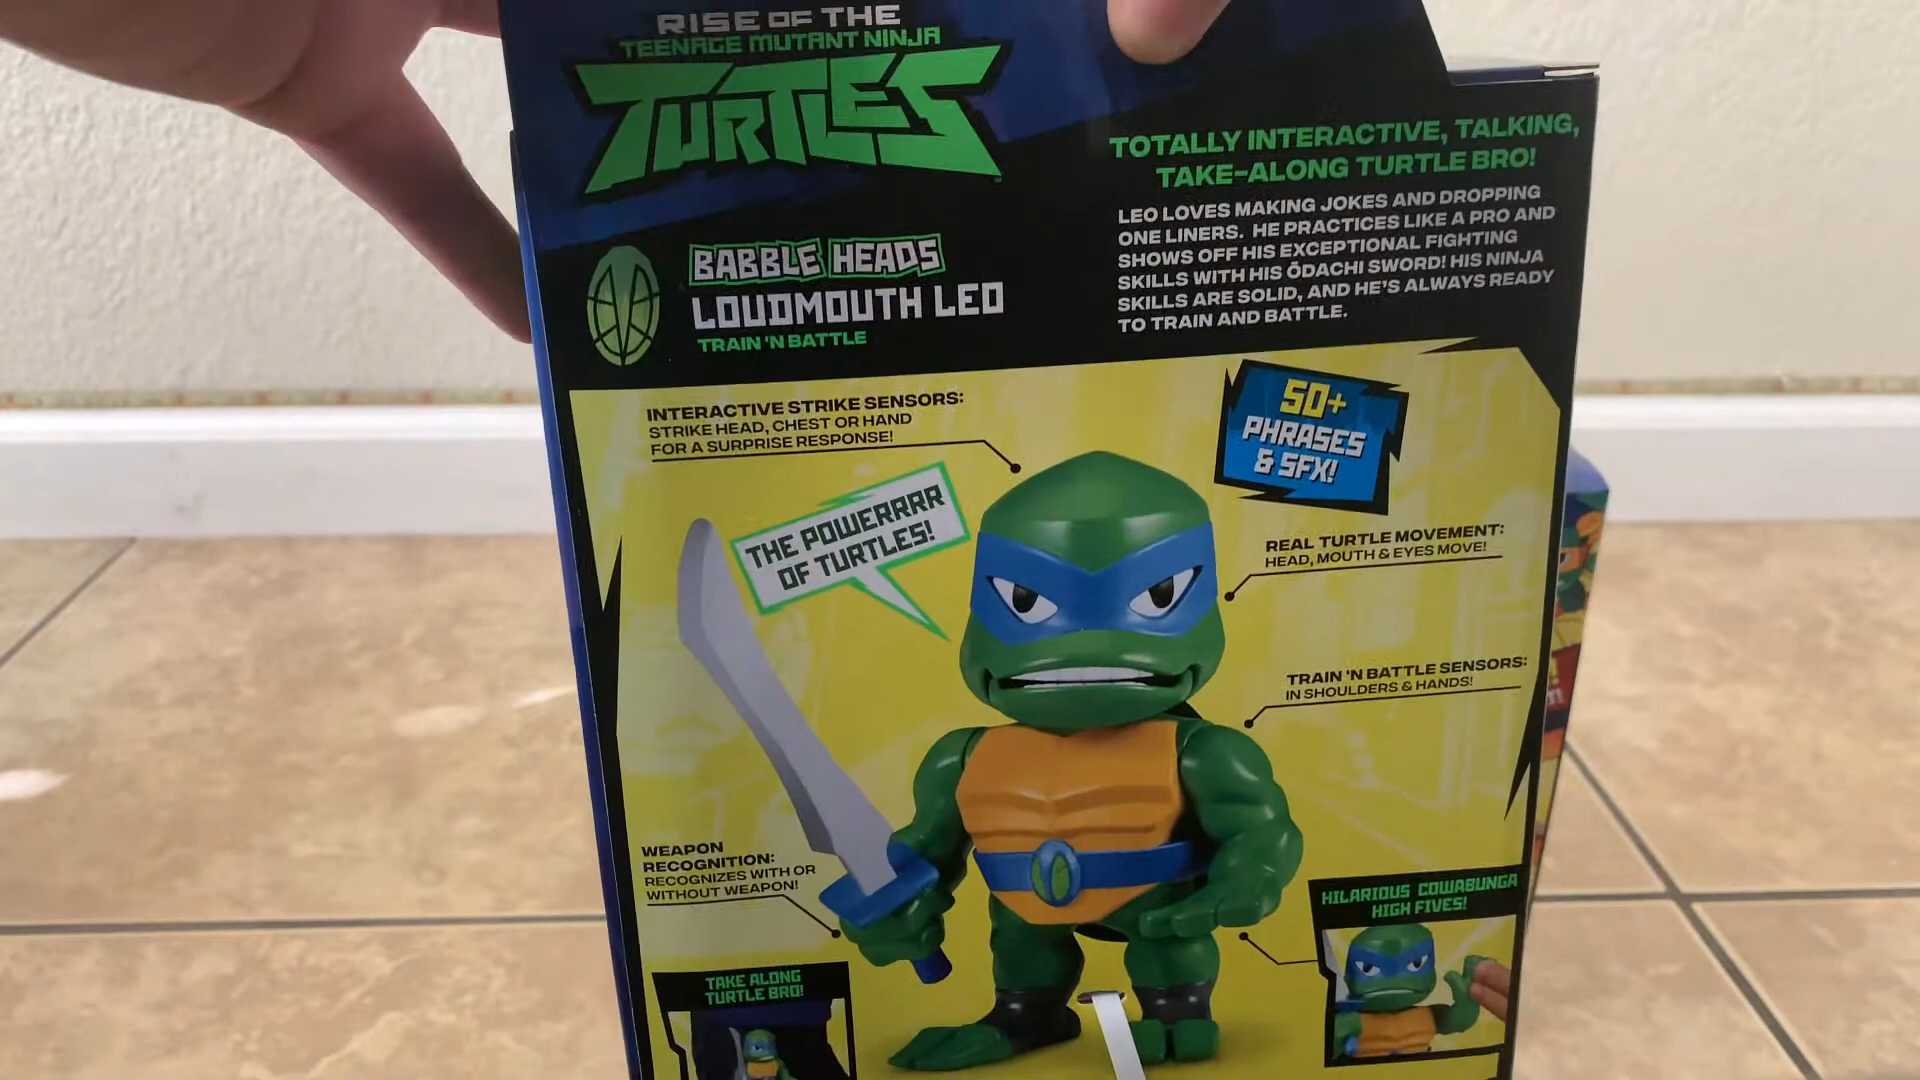 RISE OF THE
TEENAGE MUTANT NINJA
TURTLES
BABBLE HEADS
LOUDMOUTH LEO
TRAIN 'N BATTLE
TOTALLY INTERACTIVE, TALKING,
TAKE-ALONG TURTLE BRO!
LEO LOVES MAKING JOKES AND DROPPING
ONE LINERS. HE PRACTICES LIKE A PRO AND
SHOWS OFF HIS EXCEPTIONAL FIGHTING
SKILLS WITH HIS ŌDACHI SWORD! HIS NINJA
SKILLS ARE SOLID, AND HE'S ALWAYS READY
TO TRAIN AND BATTLE.
INTERACTIVE STRIKE SENSORS:
STRIKE HEAD, CHEST OR HAND
FOR A SURPRISE RESPONSE!
50+
PHRASES
& SFX!
THE POWERRRR
OF TURTLES!
REAL TURTLE MOVEMENT:
HEAD, MOUTH & EYES MOVE!
TRAIN 'N BATTLE SENSORS:
IN SHOULDERS & HANDS!
WEAPON
RECOGNITION:
RECOGNIZES WITH OR
WITHOUT WEAPON!
HILARIOUS COWABUNGA
HIGH FIVES!
TAKE ALONG
TURTLE BRO!